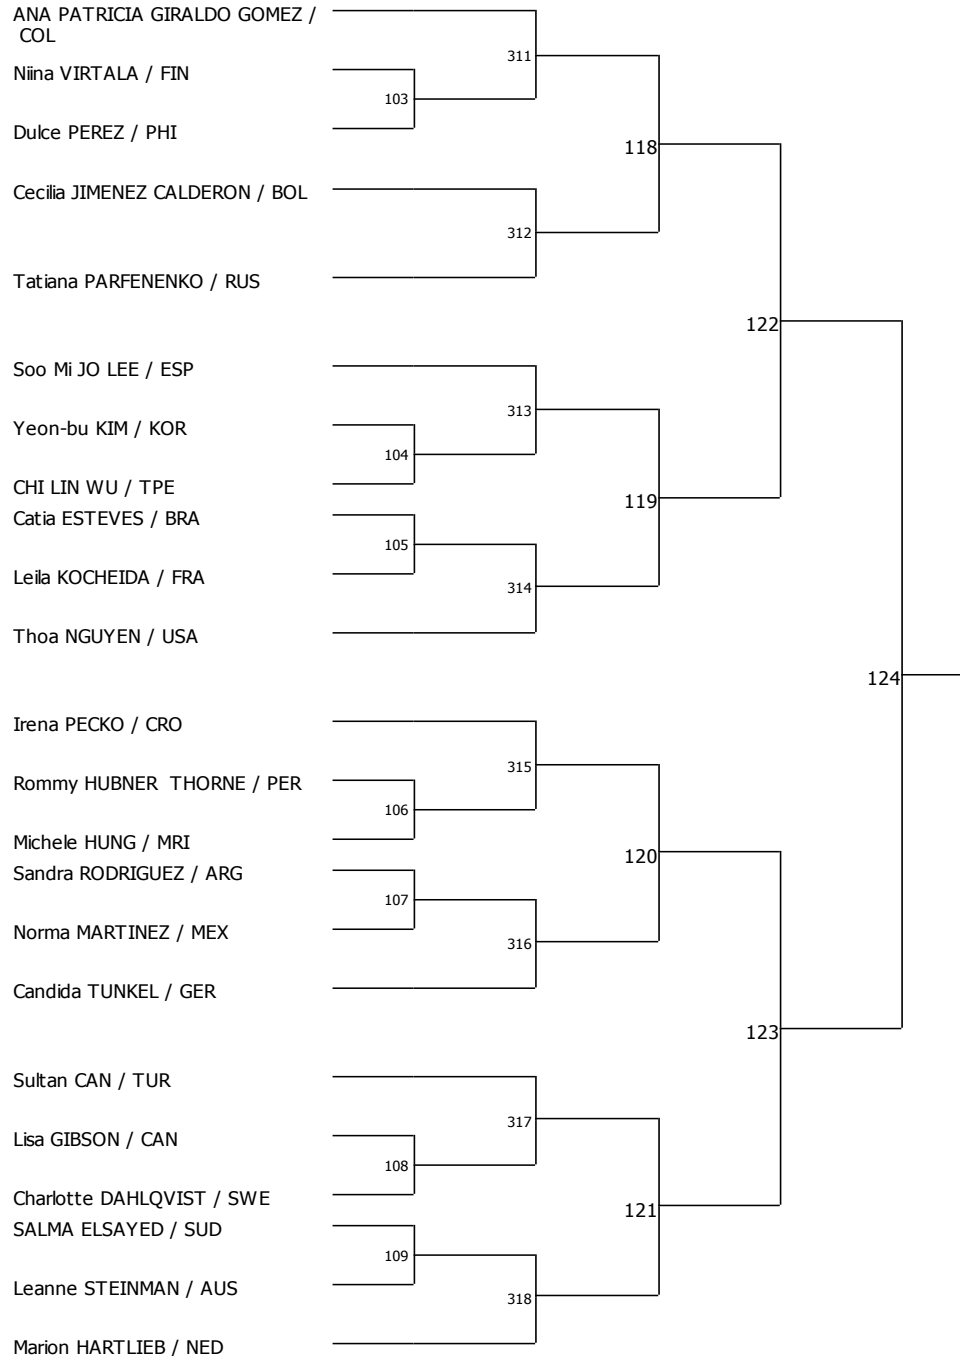 ANA PATRICIA GIRALDO GOMEZ /
COL
311
Niina VIRTALA / FIN
103
Dulce PEREZ / PHI
118
Cecilia JIMENEZ CALDERON / BOL
312
Tatiana PARFENENKO / RUS
122
Soo Mi JO LEE / ESP
313
Yeon-bu KIM / KOR
104
CHI LIN WU / TPE
119
Catia ESTEVES / BRA
105
Leila KOCHEIDA / FRA
314
Thoa NGUYEN / USA
124
Irena PECKO / CRO
315
Rommy HUBNER  THORNE / PER
106
Michele HUNG / MRI
120
Sandra RODRIGUEZ / ARG
107
Norma MARTINEZ / MEX
316
Candida TUNKEL / GER
123
Sultan CAN / TUR
317
Lisa GIBSON / CAN
108
Charlotte DAHLQVIST / SWE
121
SALMA ELSAYED / SUD
109
Leanne STEINMAN / AUS
318
Marion HARTLIEB / NED